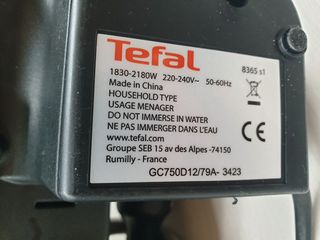 Tefal
8365 s1
1830-2180W 220-240V~ 50-60Hz
Made in China
HOUSEHOLD TYPE
USAGE MENAGER
DO NOT IMMERSE IN WATER
NE PAS IMMERGER DANS L'EAU
www.tefal.com
Groupe SEB 15 av des Alpes -74150
Rumilly - France
CE
GC750D12/79A- 3423